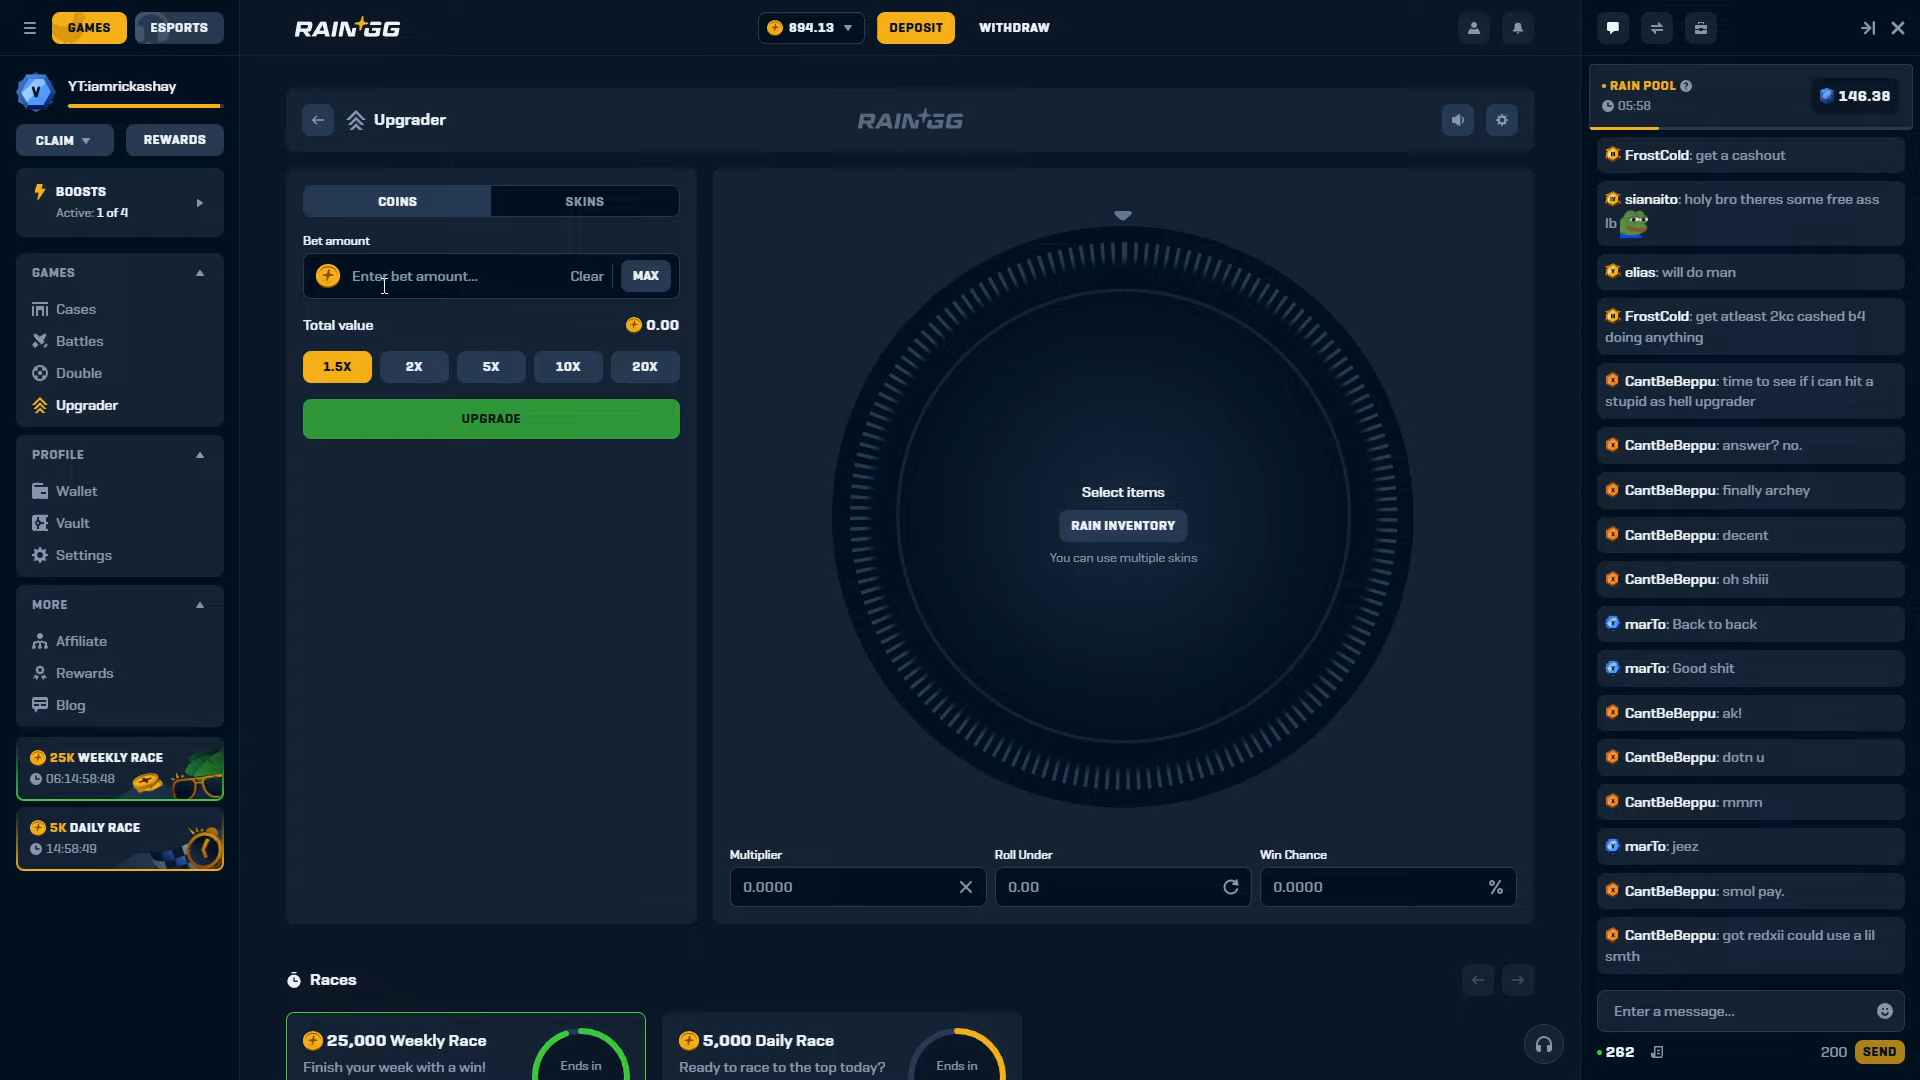 GAMES
ESPORTS
RAIN GG
894.13
DEPOSIT
WITHDRAW
V
YT:iamrickashay
CLAIM
REWARDS
BOOSTS
Active: 1 of 4
GAMES
Cases
Battles
Double
Upgrader
PROFILE
Wallet
Vault
Settings
MORE
Affiliate
Rewards
Blog
25K WEEKLY RACE
06:14:58:48
5K DAILY RACE
14:58:49
Upgrader
RAIN GG
COINS
SKINS
Bet amount
Enter bet amount...
Clear
MAX
Total value
0.00
1.5X
2X
5X
10X
20X
UPGRADE
Select items
RAIN INVENTORY
You can use multiple skins
Multiplier
0.0000
Roll Under
0.00
Win Chance
0.0000
%
Races
25,000 Weekly Race
Finish your week with a win!
Ends in
5,000 Daily Race
Ready to race to the top today?
Ends in
RAIN POOL ?
05:58
146.38
FrostCold: get a cashout
sianaito: holy bro theres some free ass
lb
elias: will do man
FrostCold: get atleast 2kc cashed b4
doing anything
CantBeBeppu: time to see if i can hit a
stupid as hell upgrader
CantBeBeppu: answer? no.
CantBeBeppu: finally archey
CantBeBeppu: decent
CantBeBeppu: oh shiii
marTo: Back to back
marTo: Good shit
CantBeBeppu: ak!
CantBeBeppu: dotn u
CantBeBeppu: mmm
marTo: jeez
CantBeBeppu: smol pay.
CantBeBeppu: got redxii could use a lil
smth
Enter a message...
262
200
SEND